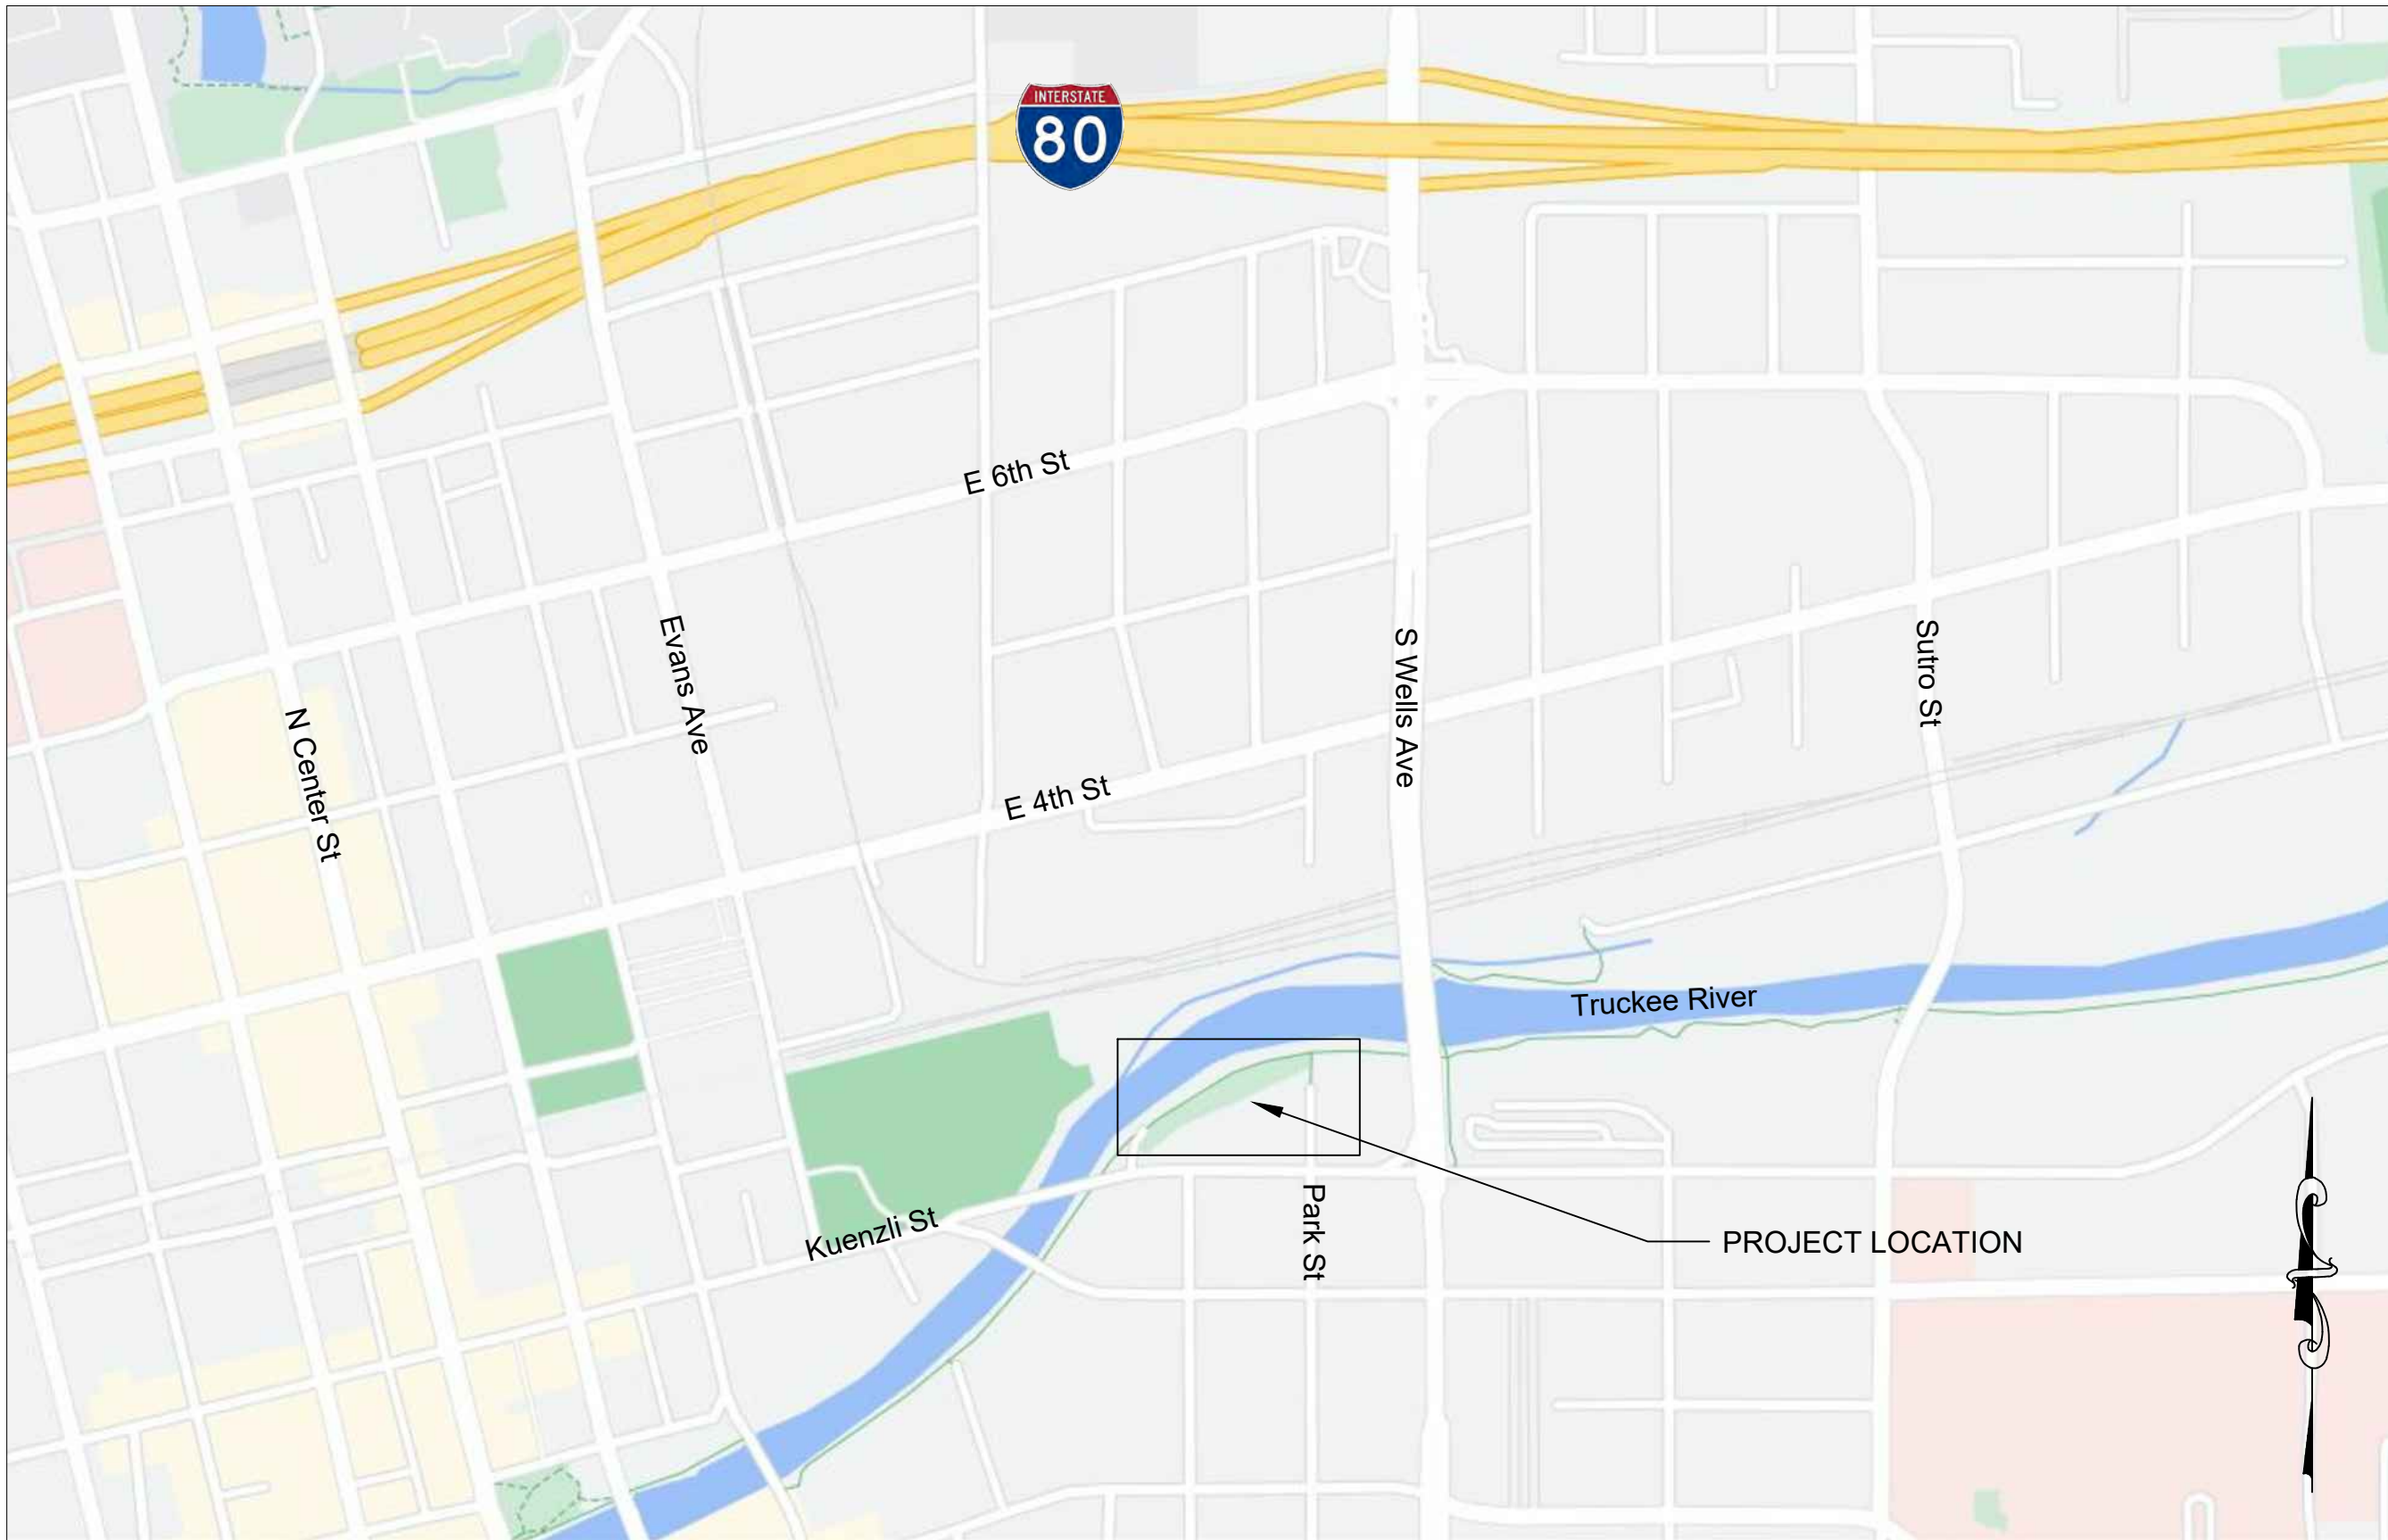 INTERSTATE
80
E 6th St
Evans Ave
S Wells Ave
Sutro St
N Center St
E 4th St
Truckee River
Park St
Kuenzli St
PROJECT LOCATION